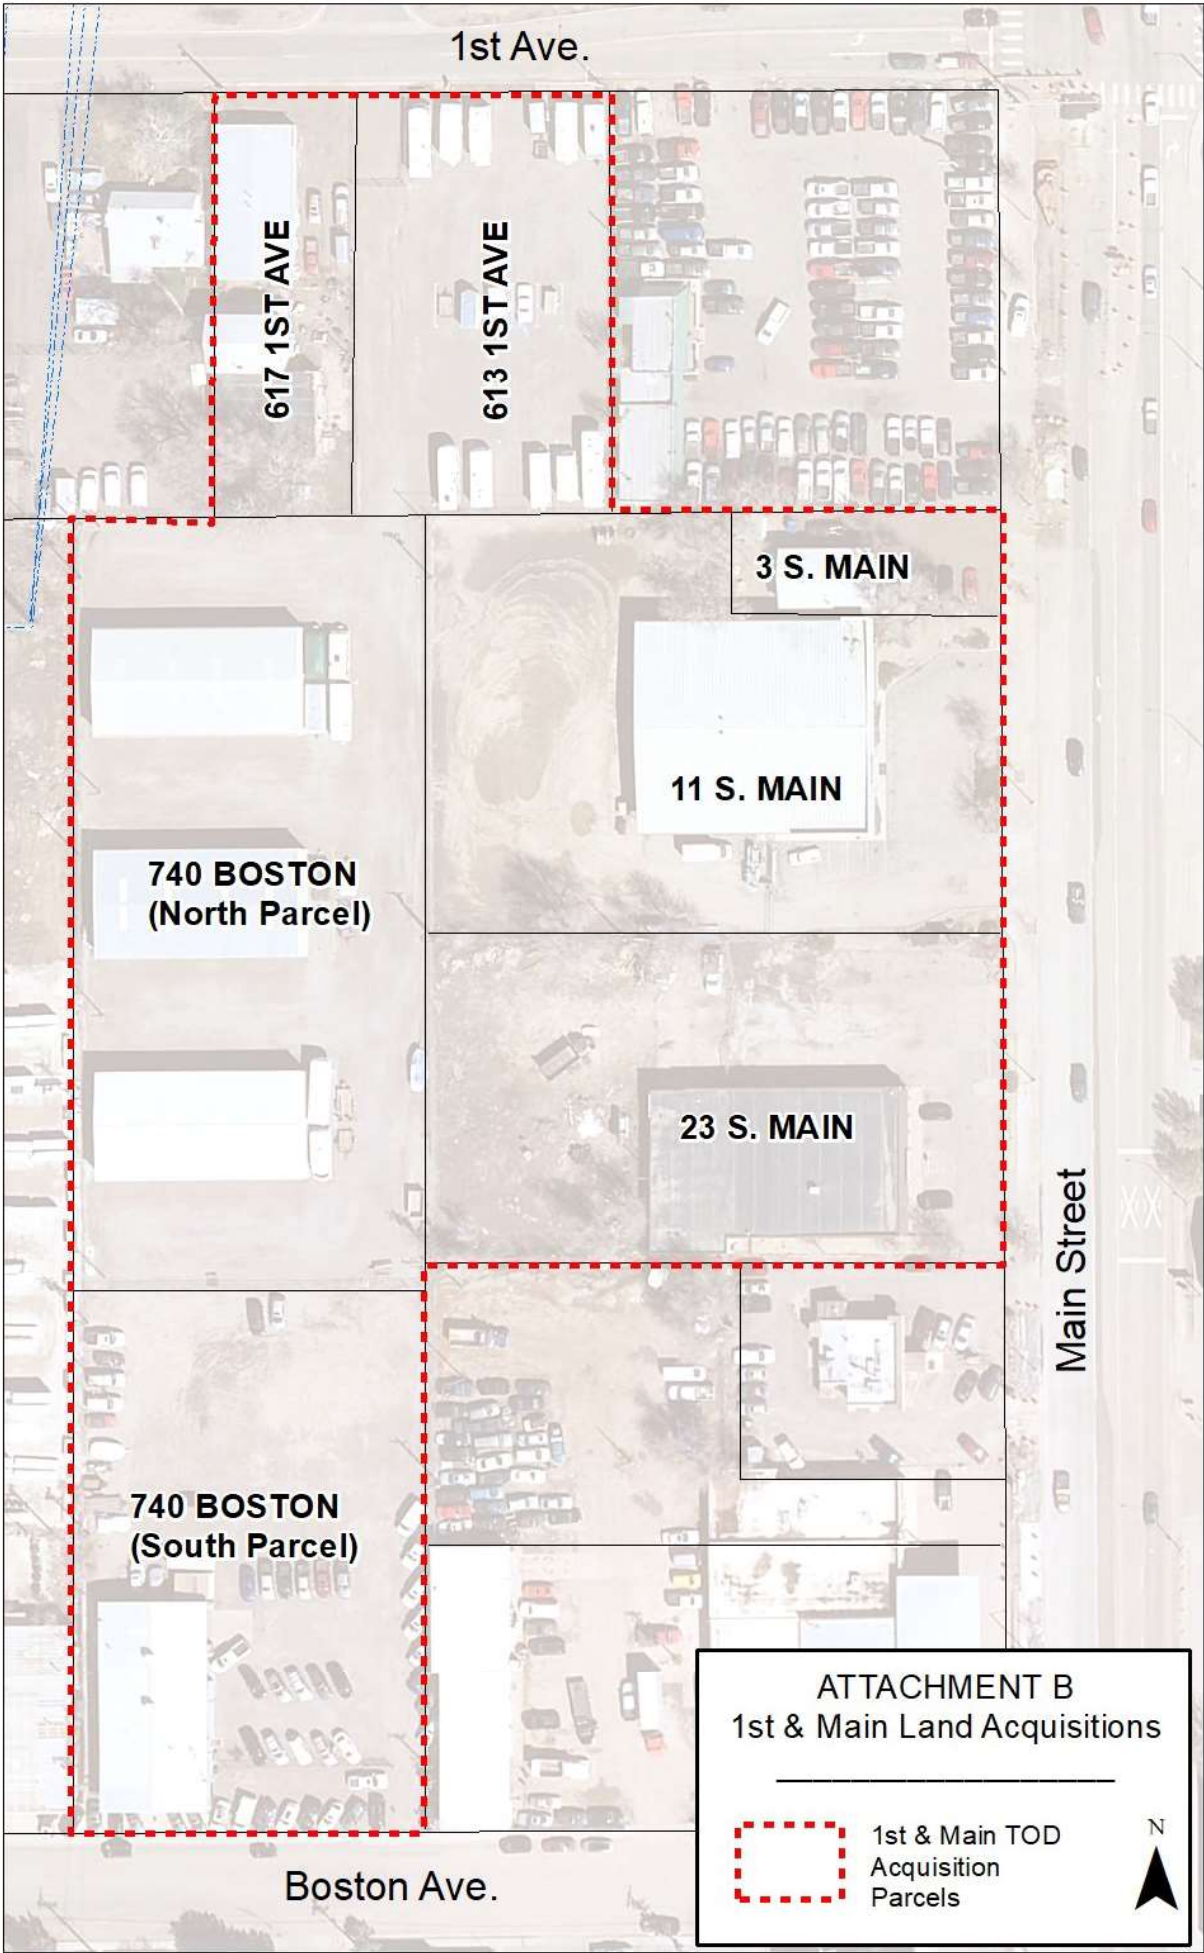 1st Ave.
617 1ST AVE
613 1ST AVE
3 S. MAIN
11 S. MAIN
740 BOSTON
(North Parcel)
23 S. MAIN
Main Street
740 BOSTON
(South Parcel)
Boston Ave.
ATTACHMENT B
1st & Main Land Acquisitions
1st & Main TOD
Acquisition
Parcels
N